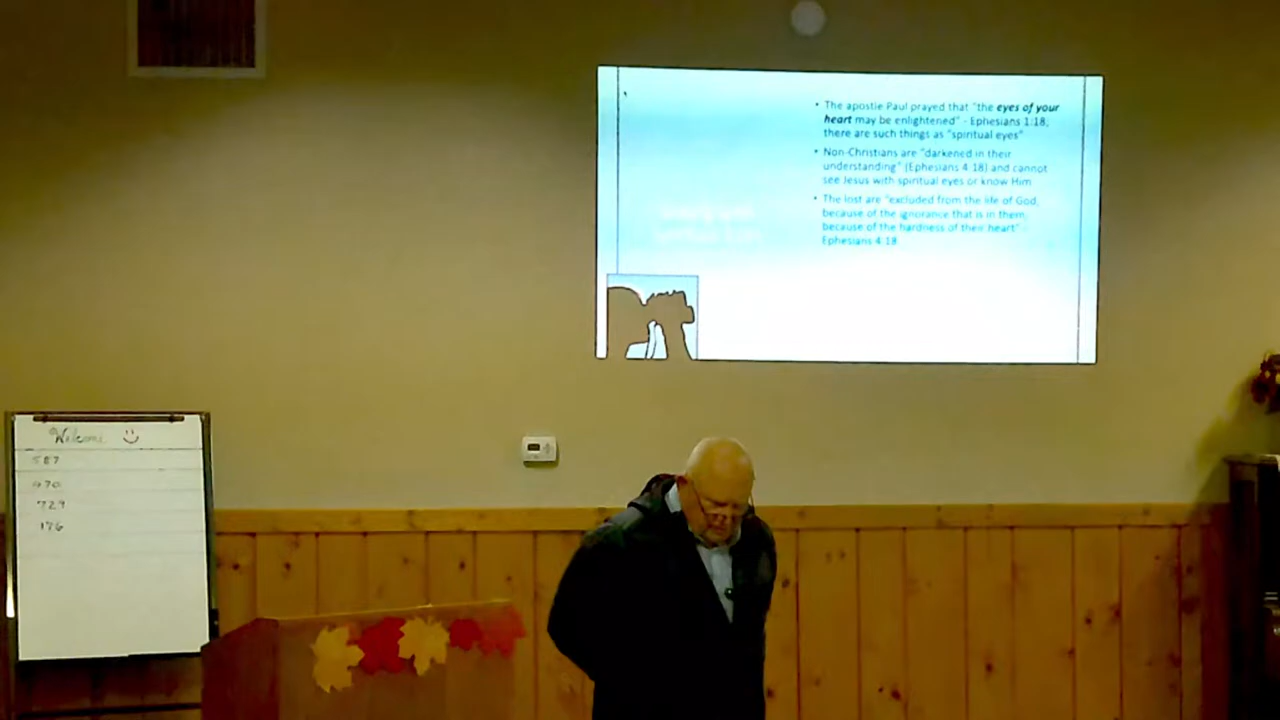 • The apostle Paul prayed that "the eyes of your
heart may be enlightened" - Ephesians 1:18;
there are such things as "spiritual eyes"
• Non-Christians are "darkened in their
understanding" (Ephesians 4:18) and cannot
see Jesus with spiritual eyes or know Him
• The lost are "excluded from the life of God,
because of the ignorance that is in them,
because of the hardness of their heart" -
Ephesians 4:18
Welcome
587
470
729
176